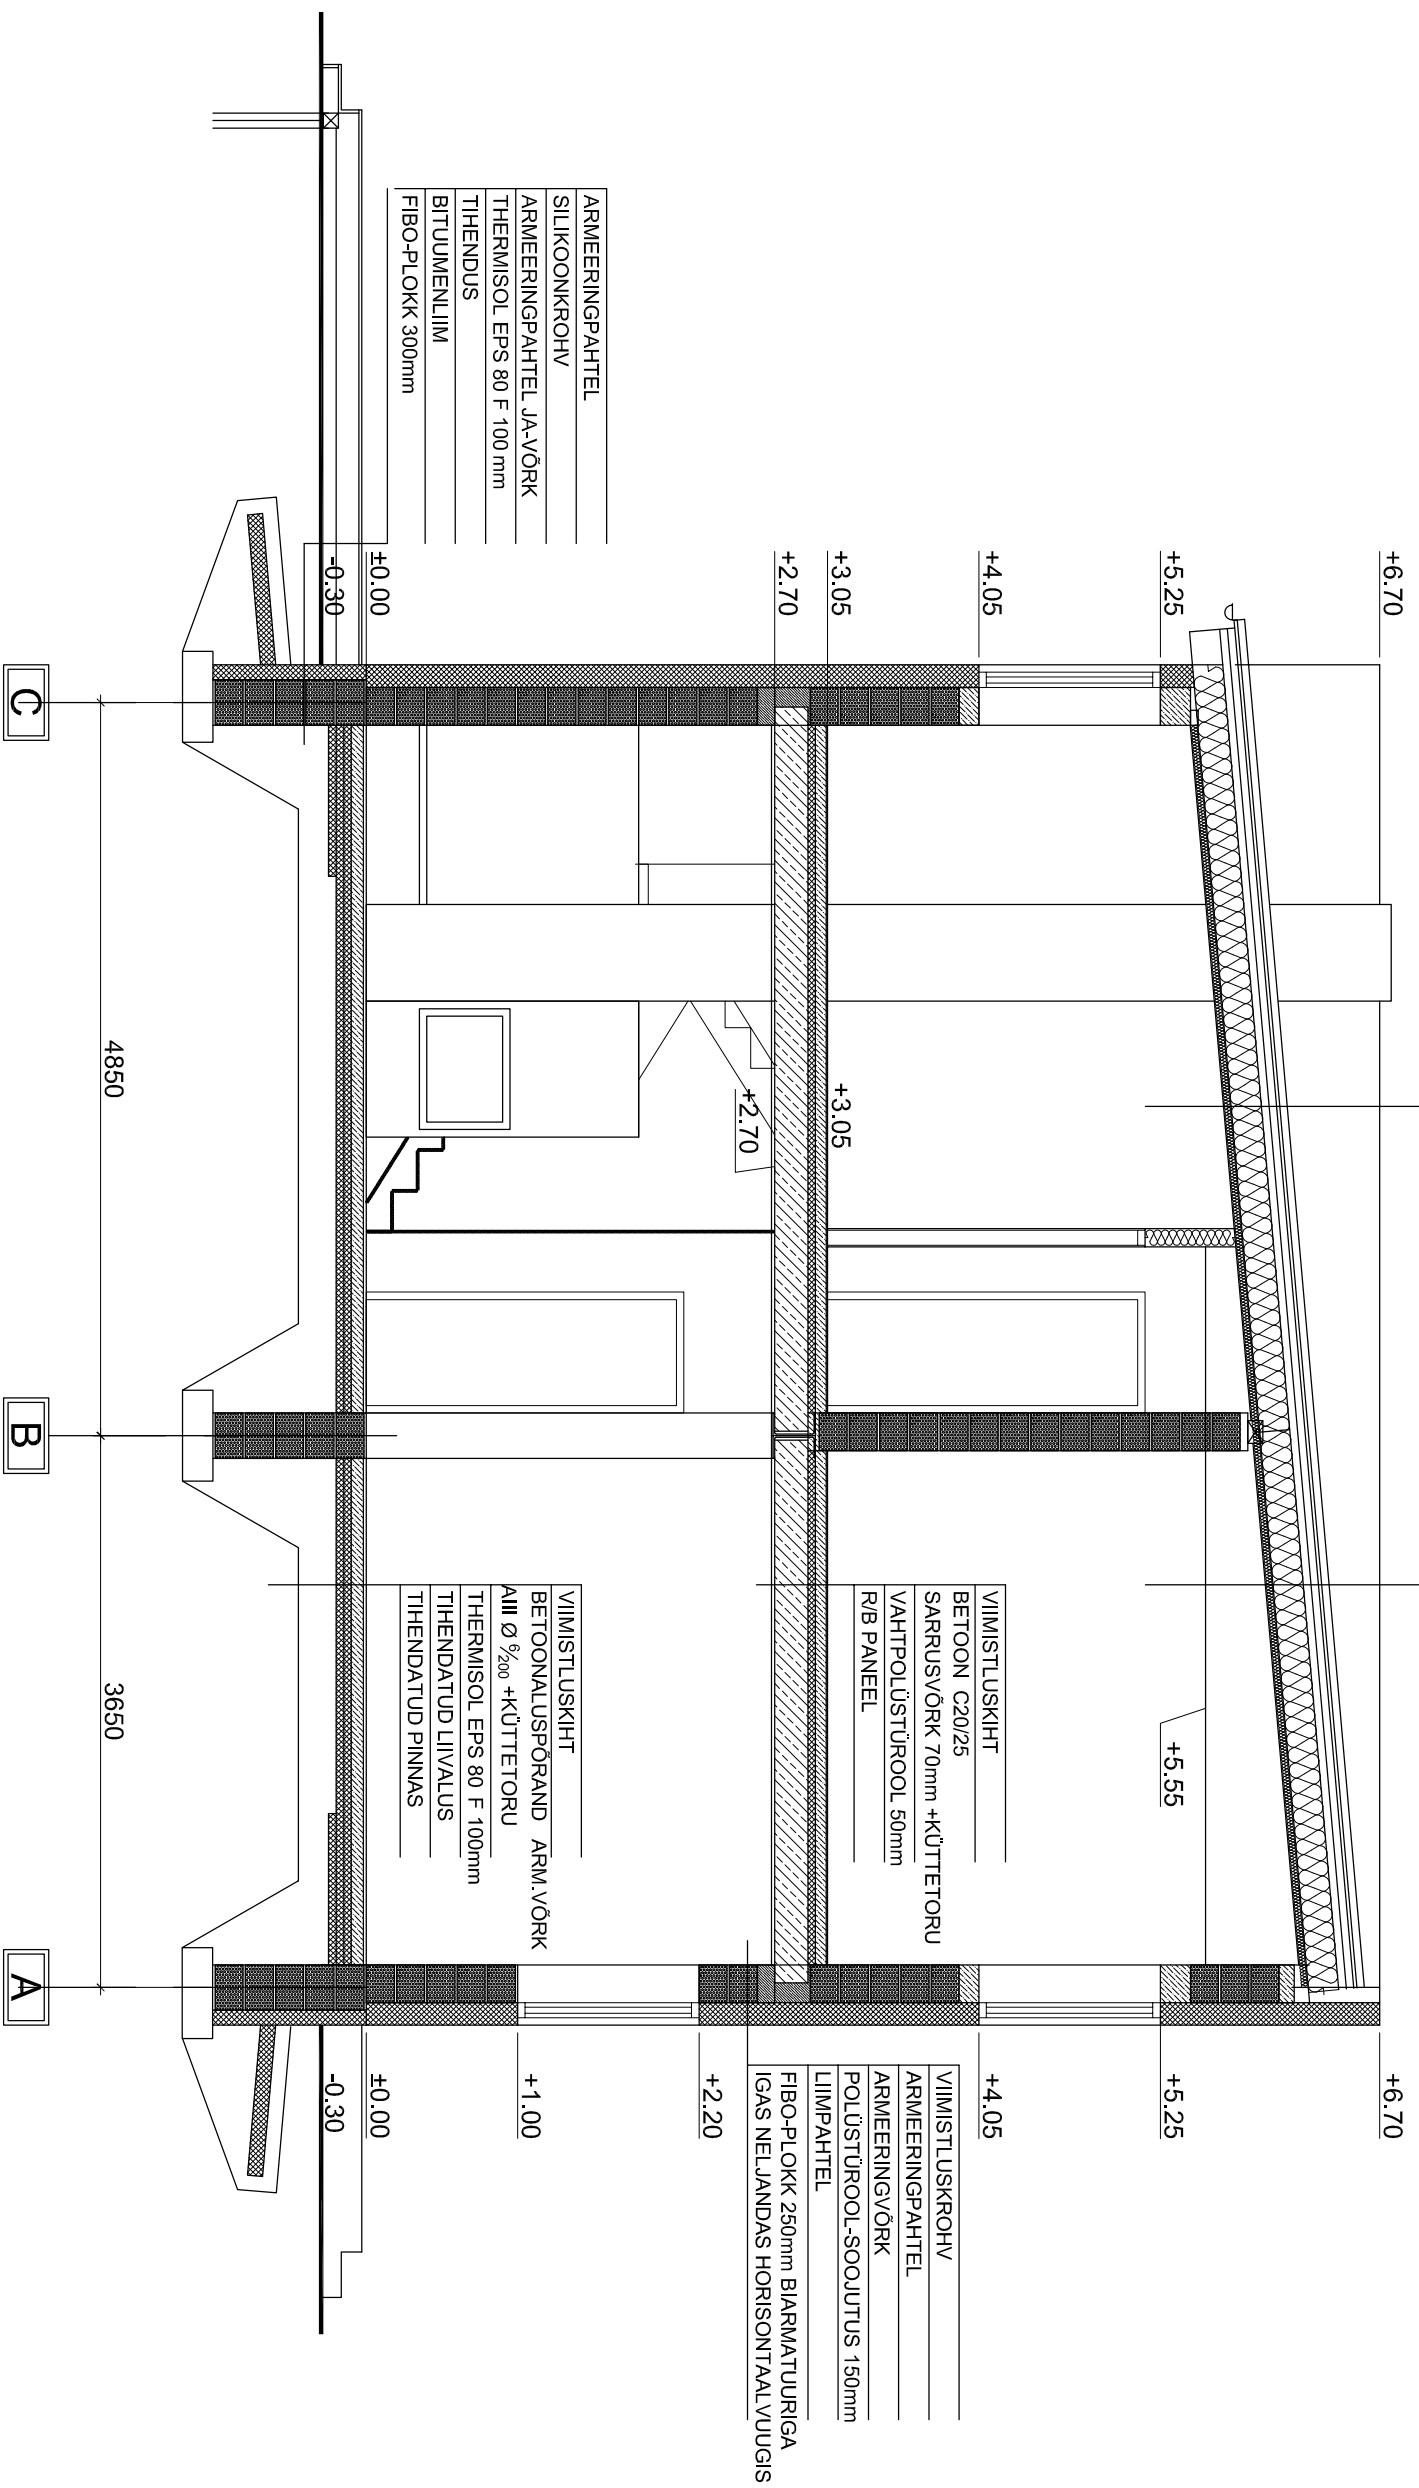 +6.70
+5.25
+4.05
+3.05
+2.70
±0.00
-0.30
ARMEERINGPAHTEL
SILIKOONKROHV
ARMEERINGPAHTEL JA-VÕRK
THERMISOL EPS 80 F 100 mm
TIHENDUS
BITUUMENLIIM
FIBO-PLOKK 300mm
+3.05
+2.70
+5.55
VIIMISTLUSKIHT
BETOON C20/25
SARRUSVÕRK 70mm +KÜTTETORU
VAHTPOLÜSTÜROOL 50mm
R/B PANEEL
VIIMISTLUSKIHT
BETOONALUSPÕRAND ARM.VÕRK
AIII Ø 6/200 +KÜTTETORU
THERMISOL EPS 80 F 100mm
TIHENDATUD LIIVALUS
TIHENDATUD PINNAS
+6.70
+5.25
+4.05
VIIMISTLUSKROHV
ARMEERINGPAHTEL
ARMEERINGVÕRK
POLÜSTÜROOL-SOOJUTUS 150mm
LIIMPAHTEL
FIBO-PLOKK 250mm BIARMATUURIGA
IGAS NELJANDAS HORISONTAALVUUGIS
+2.20
+1.00
±0.00
-0.30
4850
3650
C
B
A